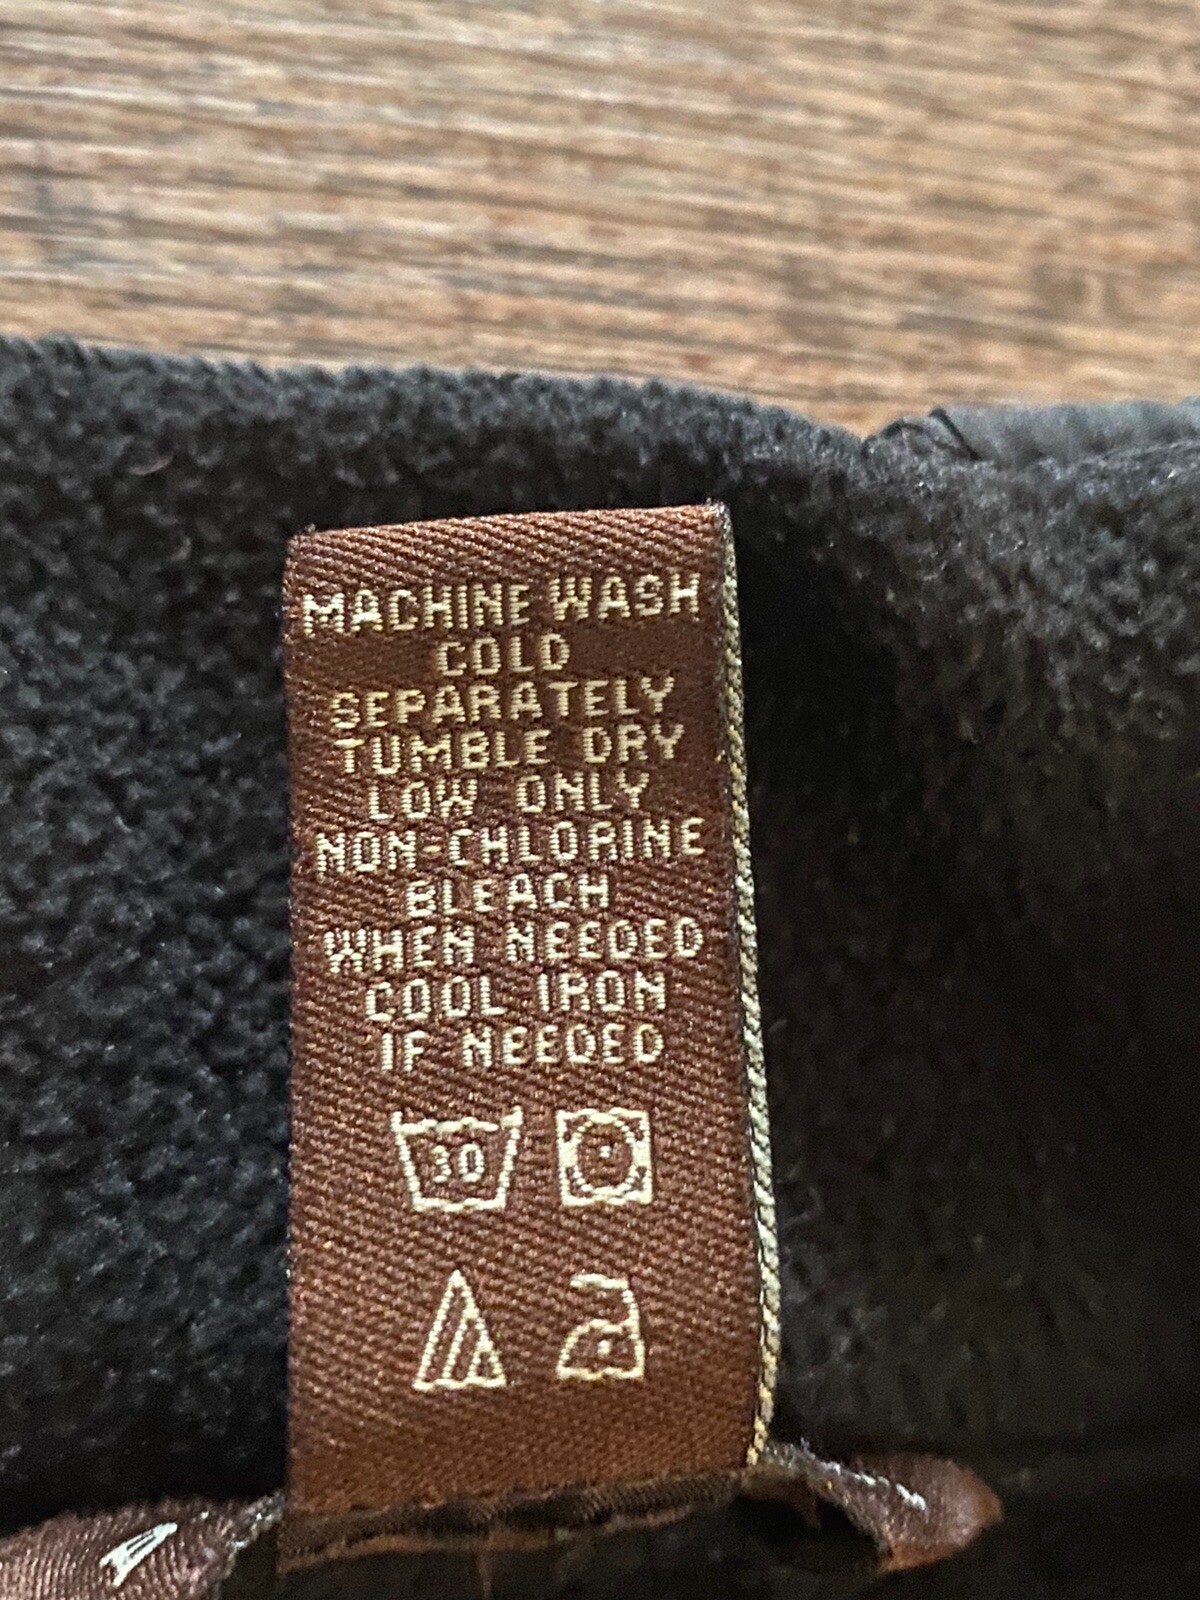 MACHINE WASH
COLD
SEPARATELY
TUMBLE DRY
LOW ONLY
NON-CHLORINE
BLEACH
WHEN NEEDED
COOL IRON
IF NEEDED
30